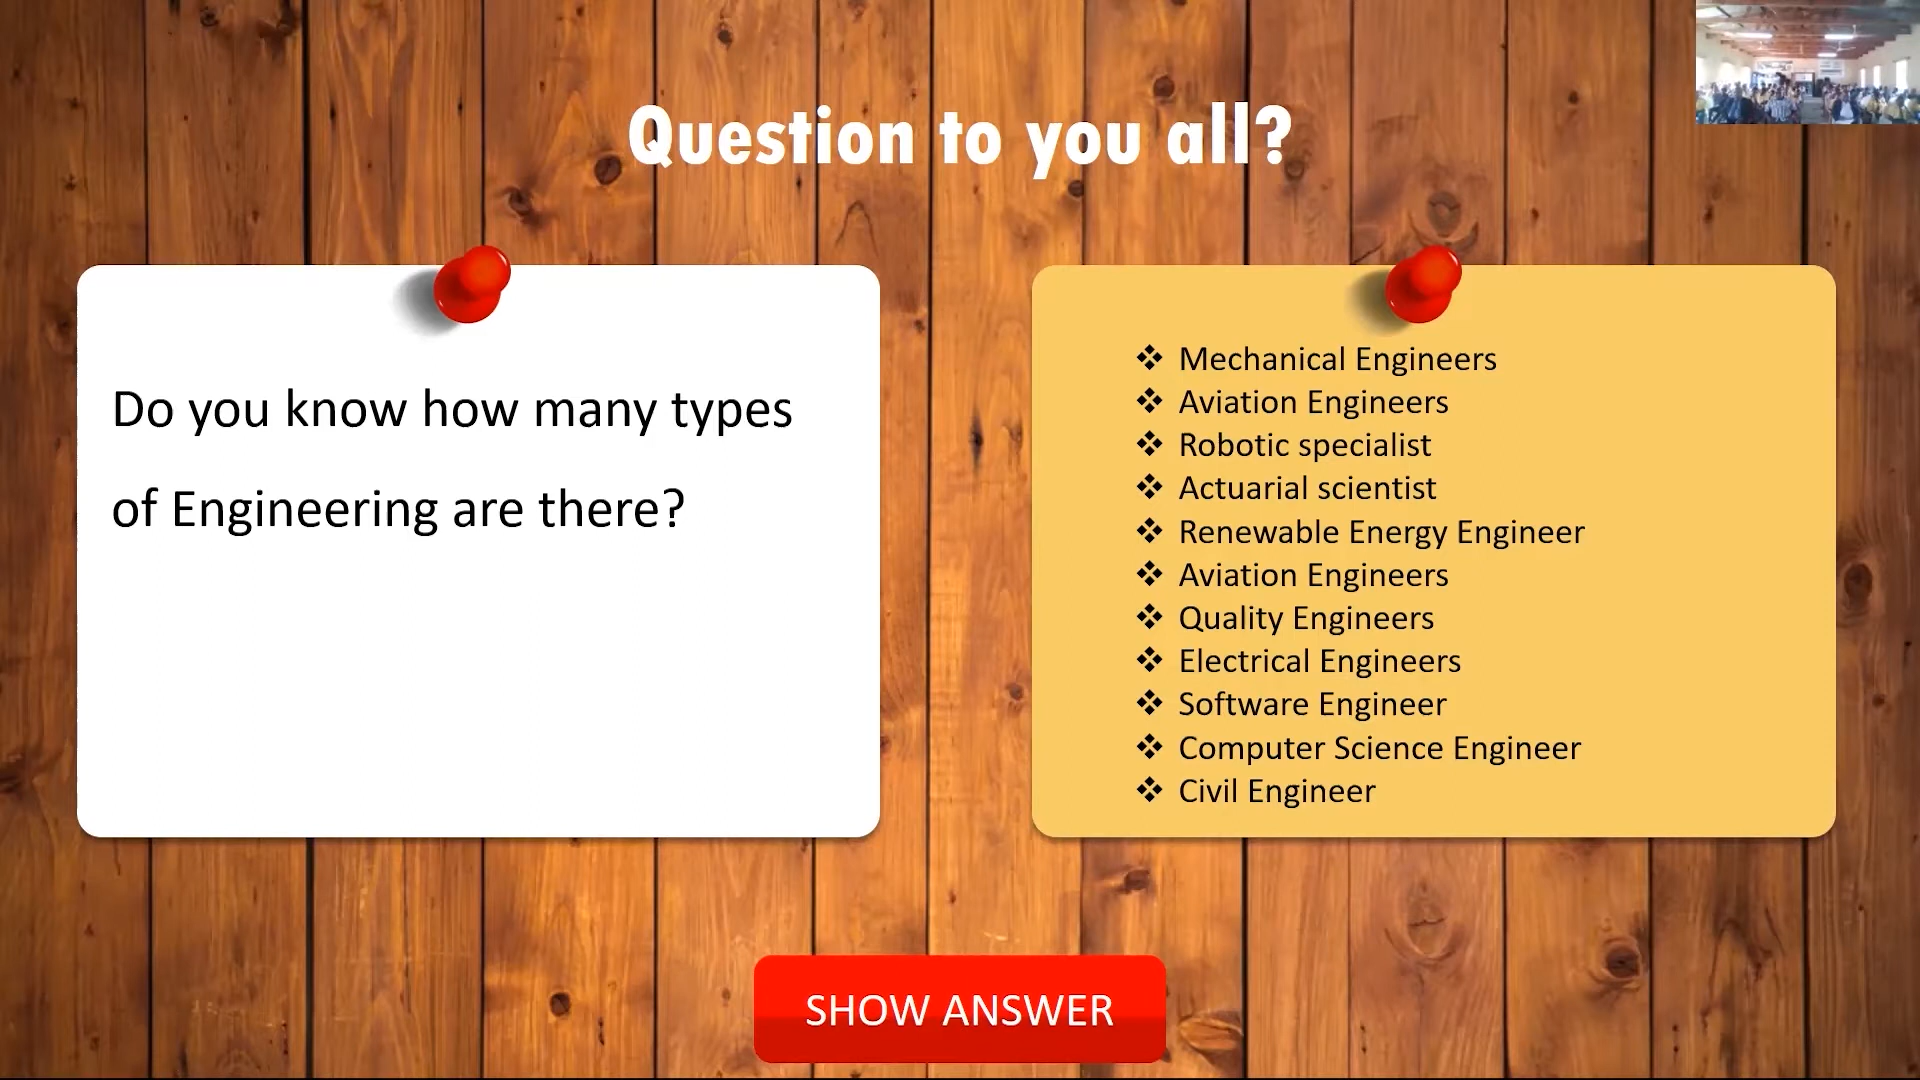 Question to you all?
Do you know how many types
of Engineering are there?
❖ Mechanical Engineers
❖ Aviation Engineers
❖ Robotic specialist
❖ Actuarial scientist
❖ Renewable Energy Engineer
❖ Aviation Engineers
❖ Quality Engineers
❖ Electrical Engineers
❖ Software Engineer
❖ Computer Science Engineer
❖ Civil Engineer
SHOW ANSWER